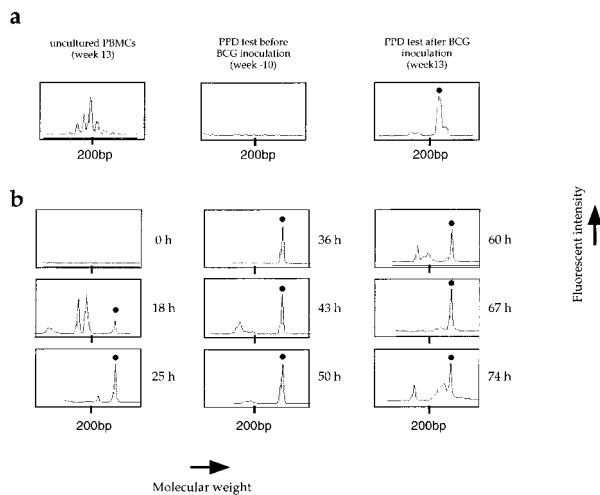 a
uncultured PBMCs
(week 13)
PPD test before
BCG inoculation
(week -10)
PPD test after BCG
inoculation
(week13)
200bp
200bp
200bp
b
0 h
36 h
60 h
18 h
43 h
67 h
25 h
50 h
74 h
200bp
200bp
200bp
Molecular weight
Fluorescent intensity